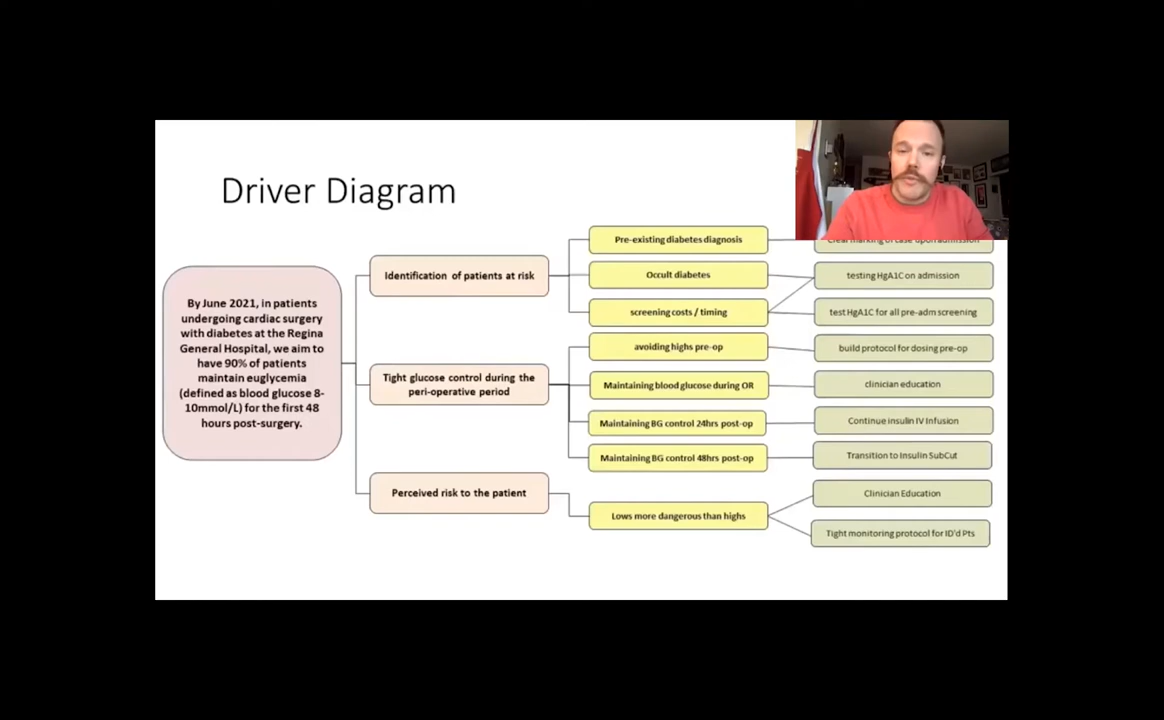 Driver Diagram
By June 2021, in patients
undergoing cardiac surgery
with diabetes at the Regina
General Hospital, we aim to
have 90% of patients
maintain euglycemia
(defined as blood glucose 8-
10mmol/L) for the first 48
hours post-surgery.
Identification of patients at risk
Tight glucose control during the
peri-operative period
Perceived risk to the patient
Pre-existing diabetes diagnosis
Occult diabetes
screening costs / timing
avoiding highs pre-op
Maintaining blood glucose during OR
Maintaining BG control 24hrs post-op
Maintaining BG control 48hrs post-op
Lows more dangerous than highs
Clear marking of case upon admission
testing HgA1C on admission
test HgA1C for all pre-adm screening
build protocol for dosing pre-op
clinician education
Continue insulin IV Infusion
Transition to Insulin SubCut
Clinician Education
Tight monitoring protocol for ID'd Pts